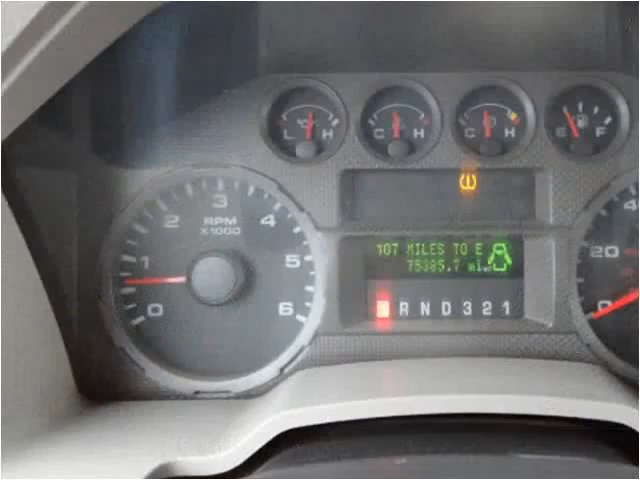 L H
C H
C H
E F
0
1
2
3
4
5
6
RPM
X1000
107 MILES TO E
75385.7 mi
R N D 3 2 1
0
20